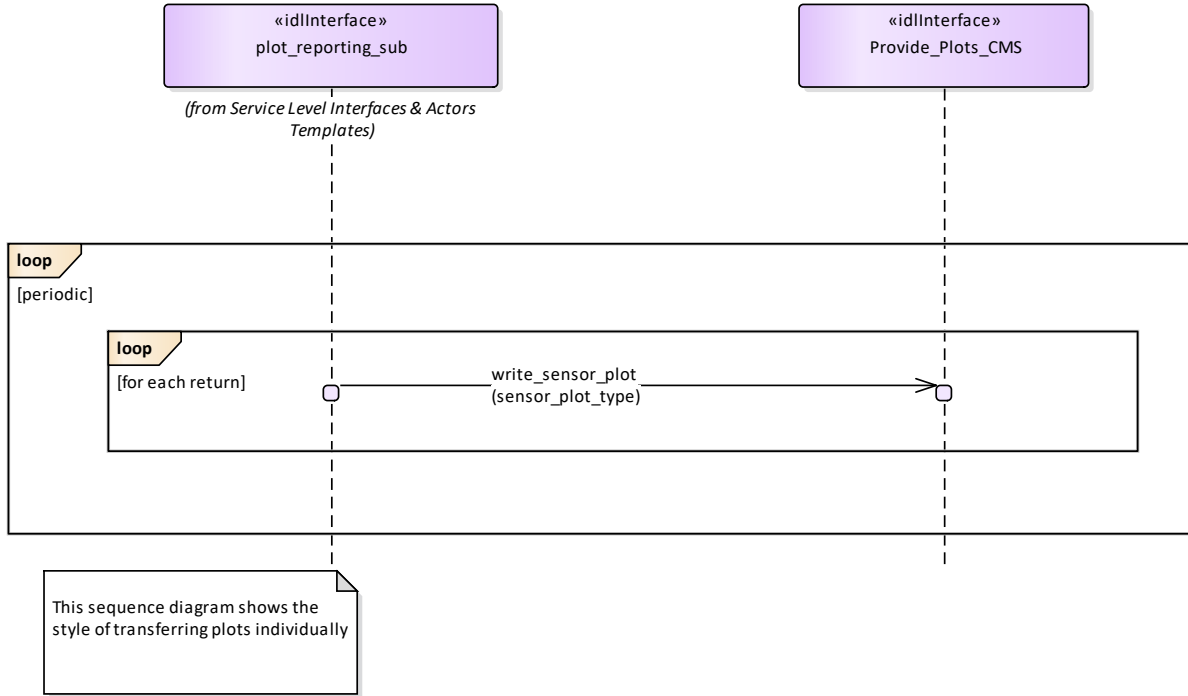 «idlInterface»
plot_reporting_sub
«idlInterface»
Provide_Plots_CMS
(from Service Level Interfaces & Actors
Templates)
loop
[periodic]
loop
[for each return]
write_sensor_plot
(sensor_plot_type)
This sequence diagram shows the
style of transferring plots individually